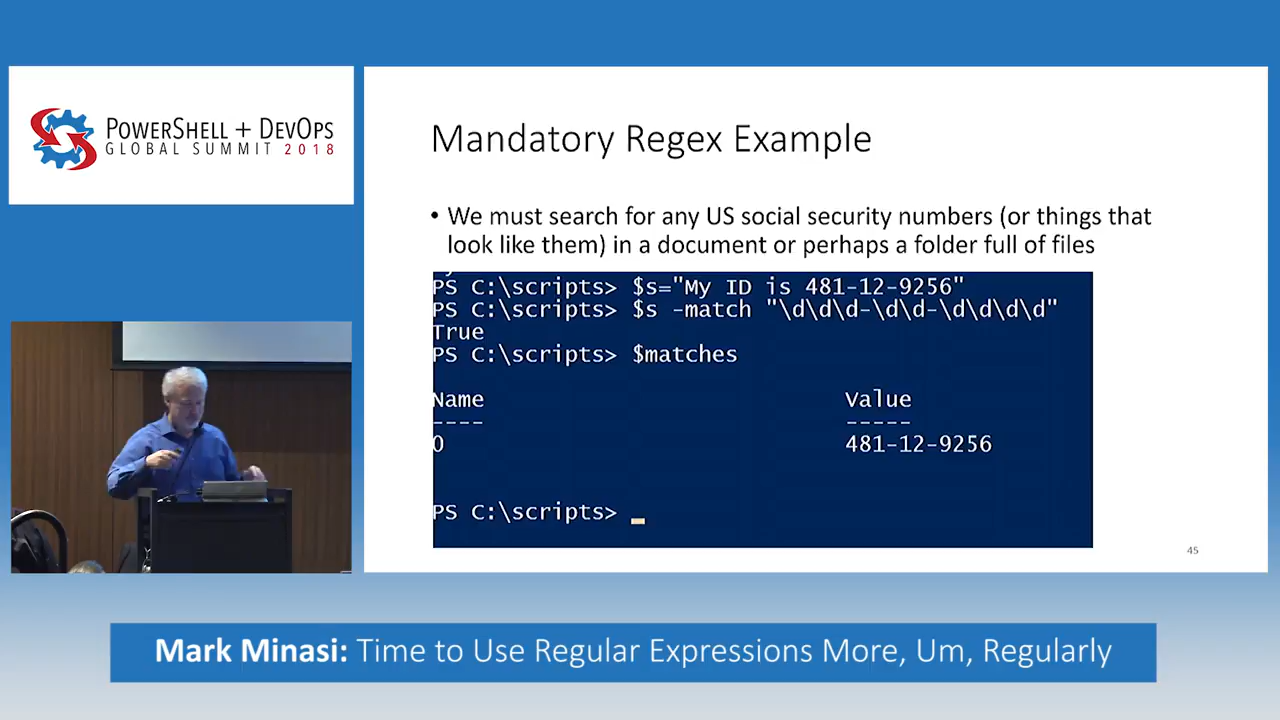 POWERSHELL + DEVOPS
GLOBAL SUMMIT 2018
Mandatory Regex Example
• We must search for any US social security numbers (or things that
look like them) in a document or perhaps a folder full of files
PS C:\scripts> $s="My ID is 481-12-9256"
PS C:\scripts> $s -match "\d\d\d-\d\d-\d\d\d\d"
True
PS C:\scripts> $matches
Name Value
---- -----
0 481-12-9256
PS C:\scripts> _
45
Mark Minasi: Time to Use Regular Expressions More, Um, Regularly